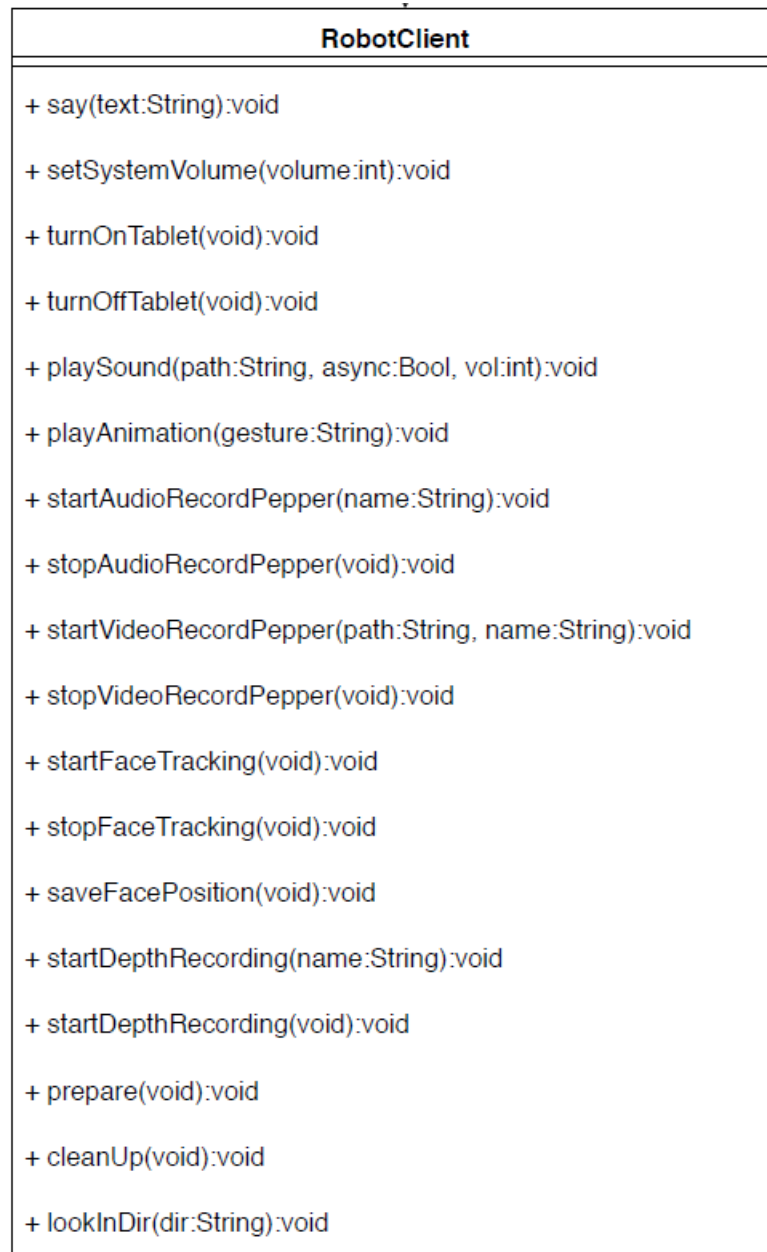 RobotClient
+ say(text:String):void
+ setSystemVolume(volume:int):void
+ turnOnTablet(void):void
+ turnOffTablet(void):void
+ playSound(path:String, async:Bool, vol:int):void
+ playAnimation(gesture:String):void
+ startAudioRecordPepper(name:String):void
+ stopAudioRecordPepper(void):void
+ startVideoRecordPepper(path:String, name:String):void
+ stopVideoRecordPepper(void):void
+ startFaceTracking(void):void
+ stopFaceTracking(void):void
+ saveFacePosition(void):void
+ startDepthRecording(name:String):void
+ startDepthRecording(void):void
+ prepare(void):void
+ cleanUp(void):void
+ lookInDir(dir:String):void